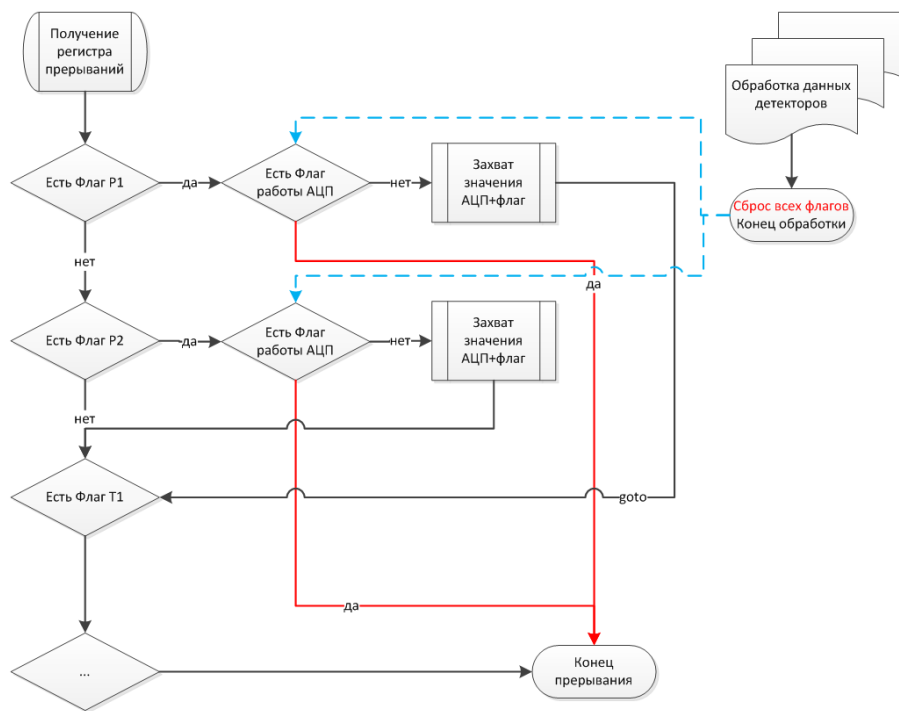 Получение
регистра
прерываний
Обработка данных
детекторов
Есть Флаг Р1
да
Есть Флаг
работы АЦП
нет
Захват
значения
АЦП+флаг
Сброс всех флагов
Конец обработки
нет
да
Есть Флаг Р2
да
Есть Флаг
работы АЦП
нет
Захват
значения
АЦП+флаг
нет
Есть Флаг Т1
goto
да
...
Конец
прерывания